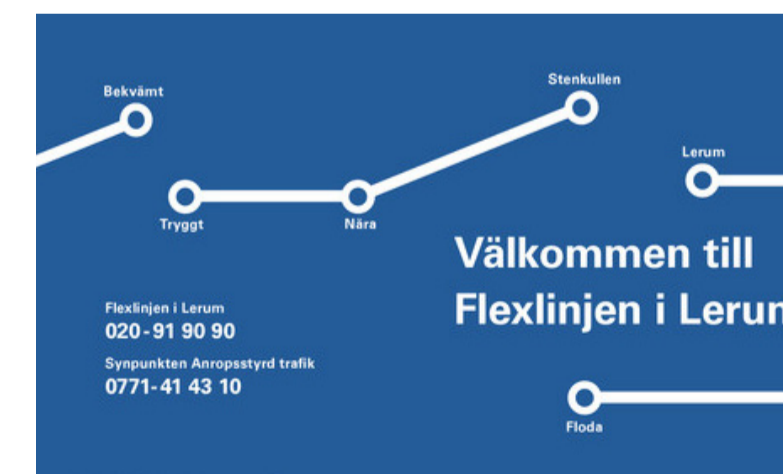 Bekvämt
Stenkullen
Lerum
Tryggt
Nära
Välkommen till
Flexlinjen i Lerum
Flexlinjen i Lerum
020-91 90 90
Synpunkten Anropsstyrd trafik
0771-41 43 10
Floda